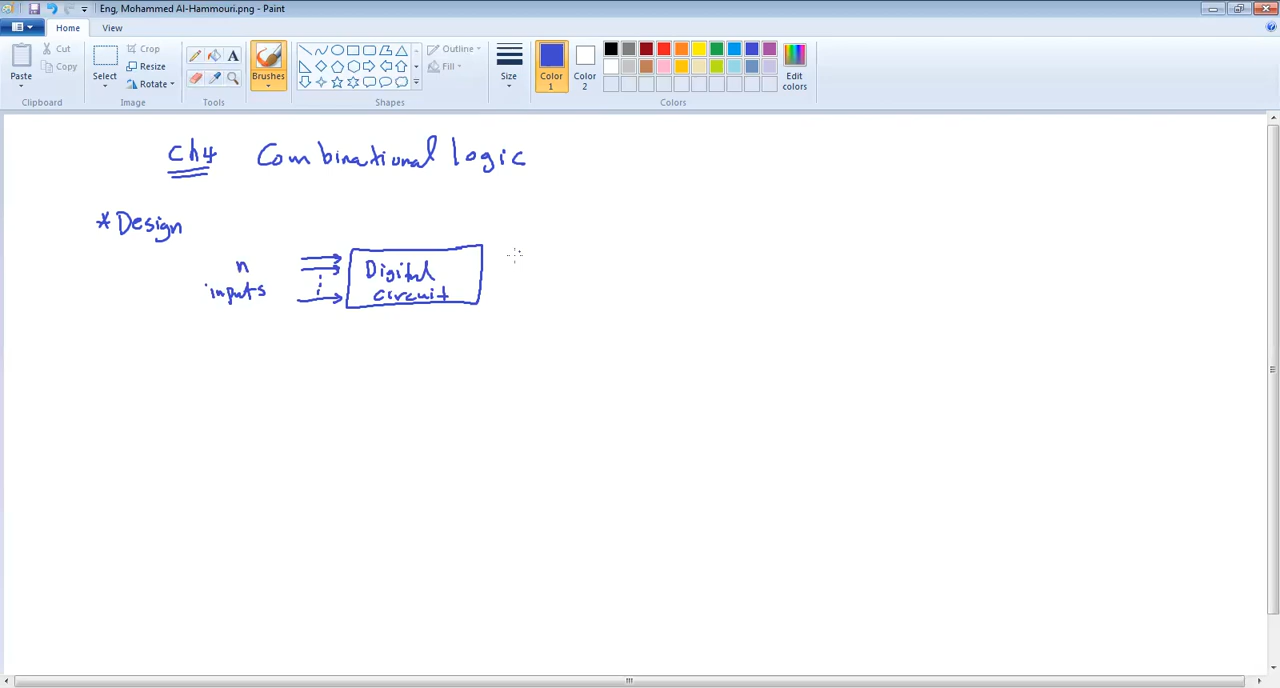 Eng, Mohammed Al-Hammouri.png - Paint
Home View
Paste Cut Copy Select Crop Resize Rotate A Brushes Outline Fill Size Color 1 Color 2 Edit colors
Clipboard Image Tools Shapes Colors
Ch4 Combinational logic
*Design
n
inputs
Digital
circuit